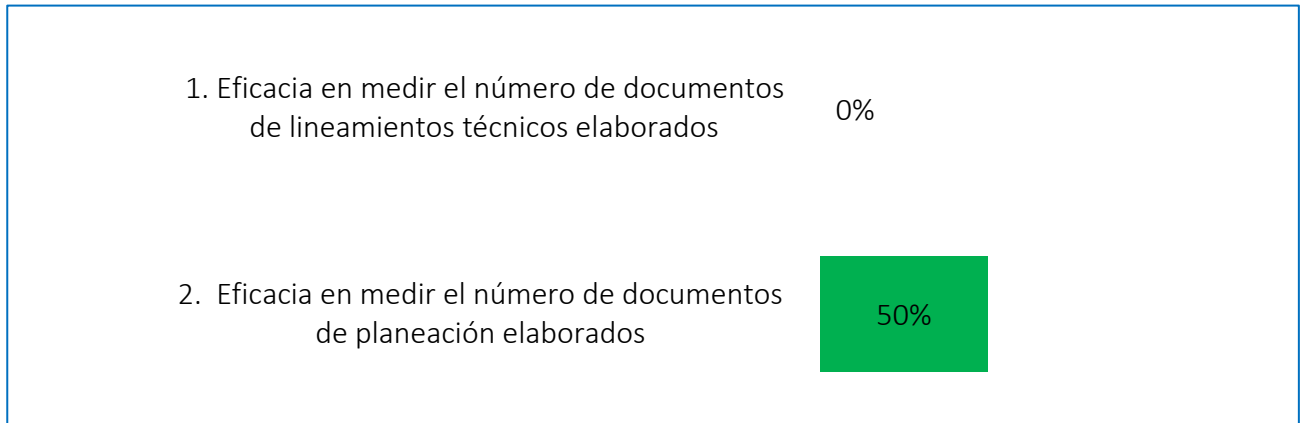 1. Eficacia en medir el número de documentos
de lineamientos técnicos elaborados
0%
2. Eficacia en medir el número de documentos
de planeación elaborados
50%